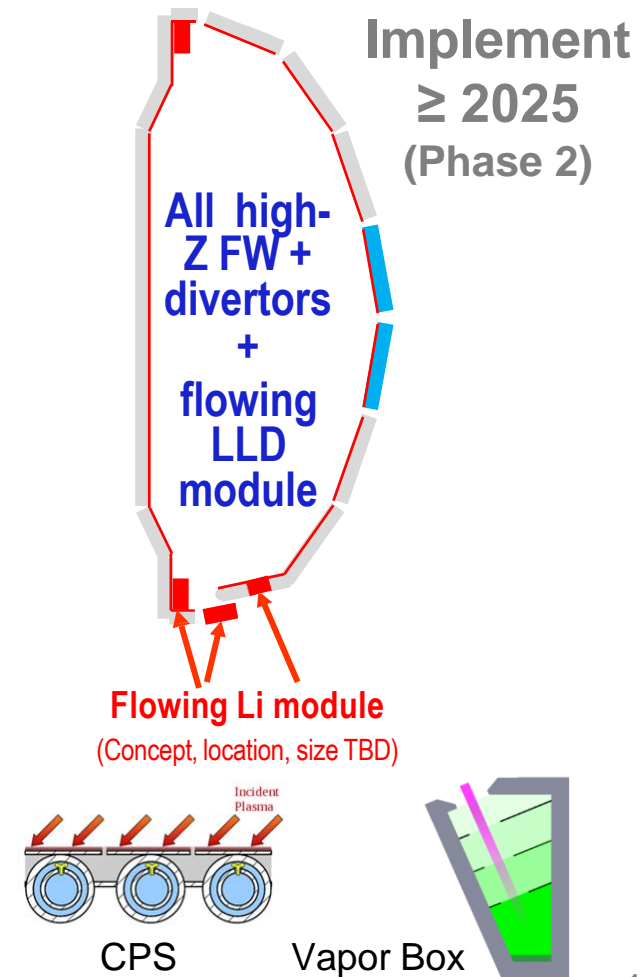 Implement
≥ 2025
(Phase 2)
All high-
Z FW +
divertors
+
flowing
LLD
module
Flowing Li module
(Concept, location, size TBD)
Incident
Plasma
CPS
Vapor Box